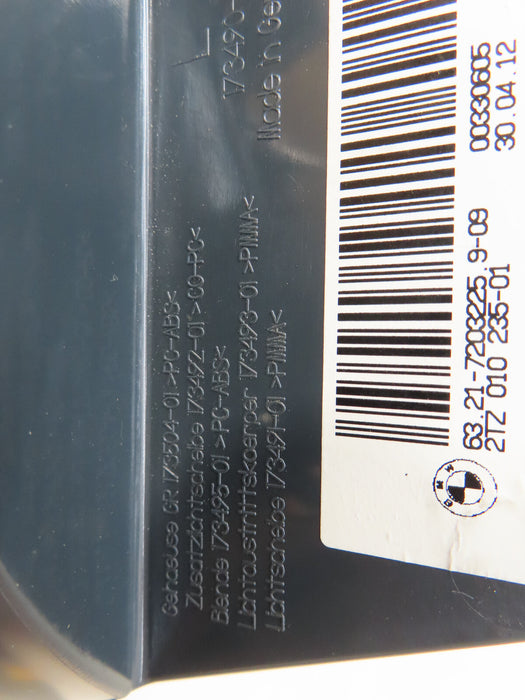 173490-
Made in Ge
Gehaeuse GR 173504-01 >PC-ABS<
Zusatzlichtscheibe 173492-01 >CO-PC<
Blende 173495-01 >PC-ABS<
Lichtaustrittskoerper 173493-01 >PMMA<
Lichtscheibe 173491-01 >PMMA<
00330605
30.04.12
63.21-7203225.9-09
2TZ 010 235-01
BMW